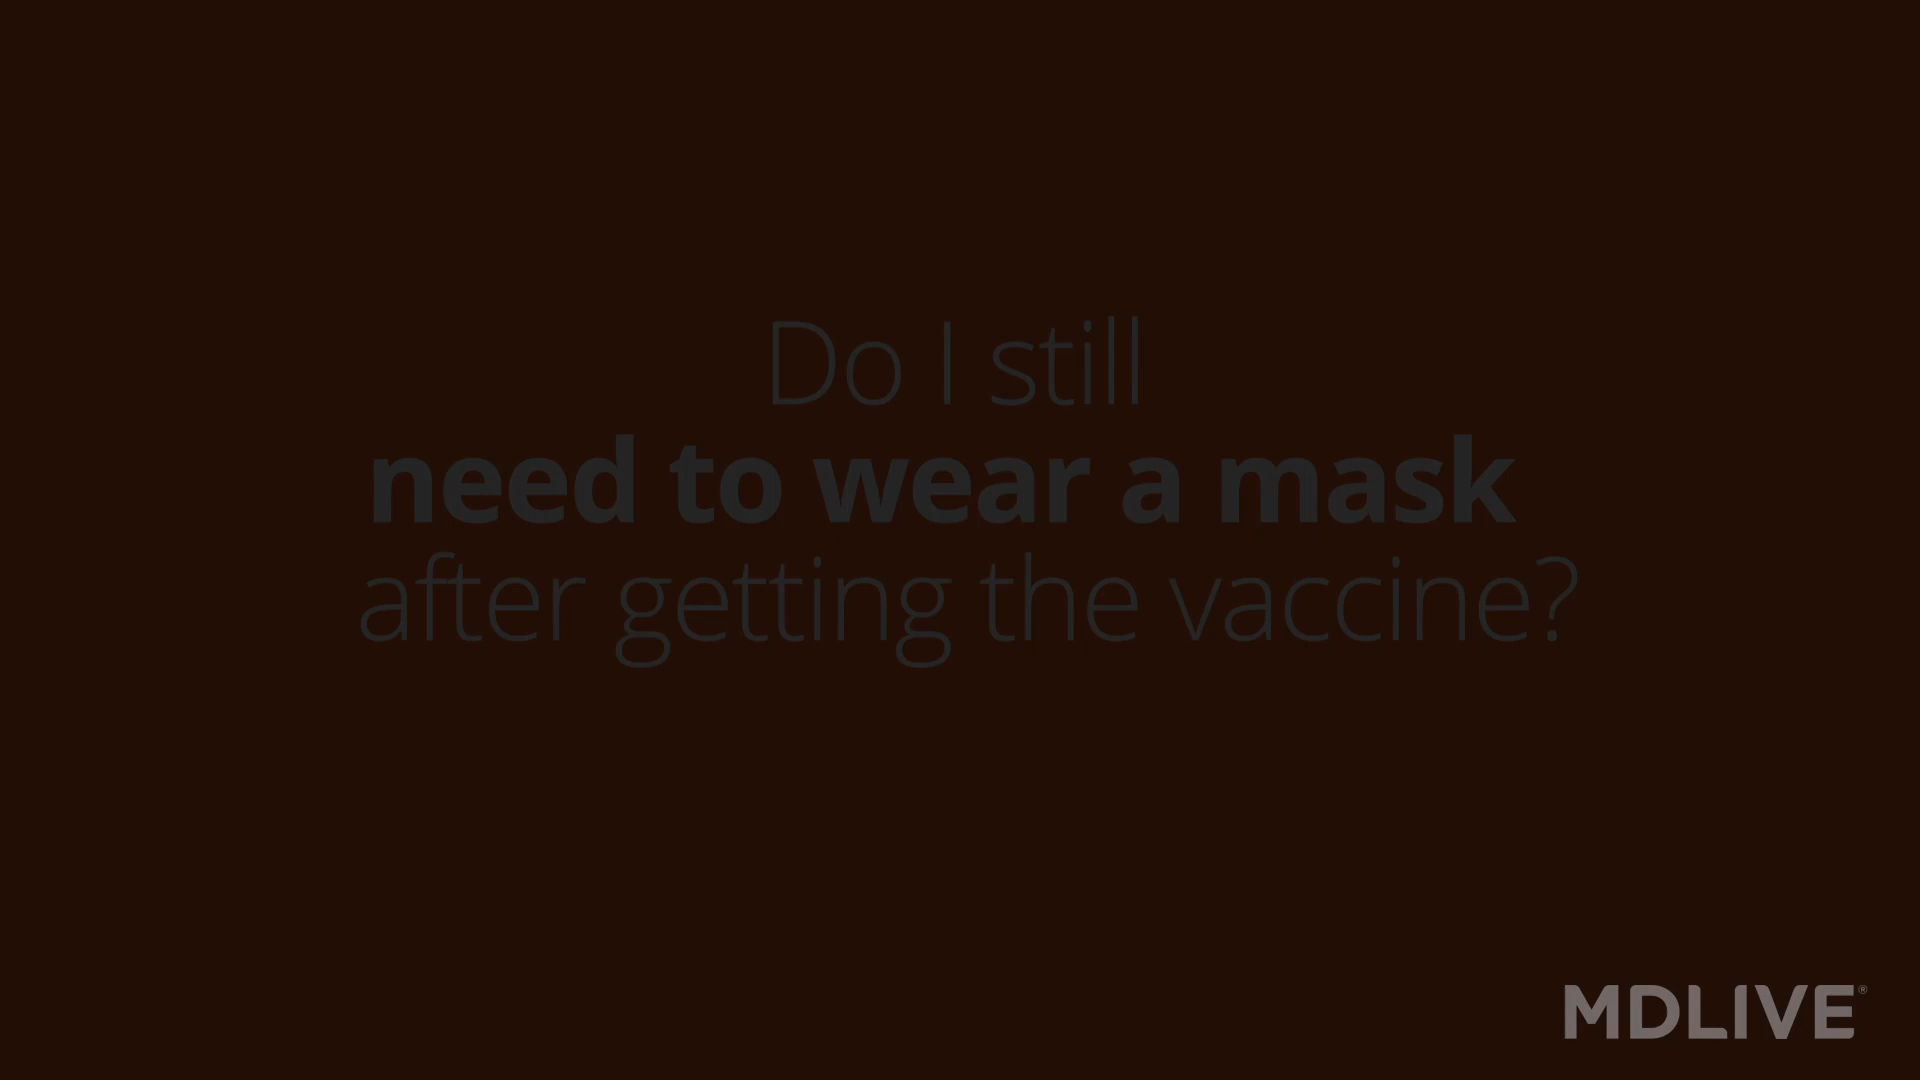 Do I still
need to wear a mask
after getting the vaccine?
MDLIVE®